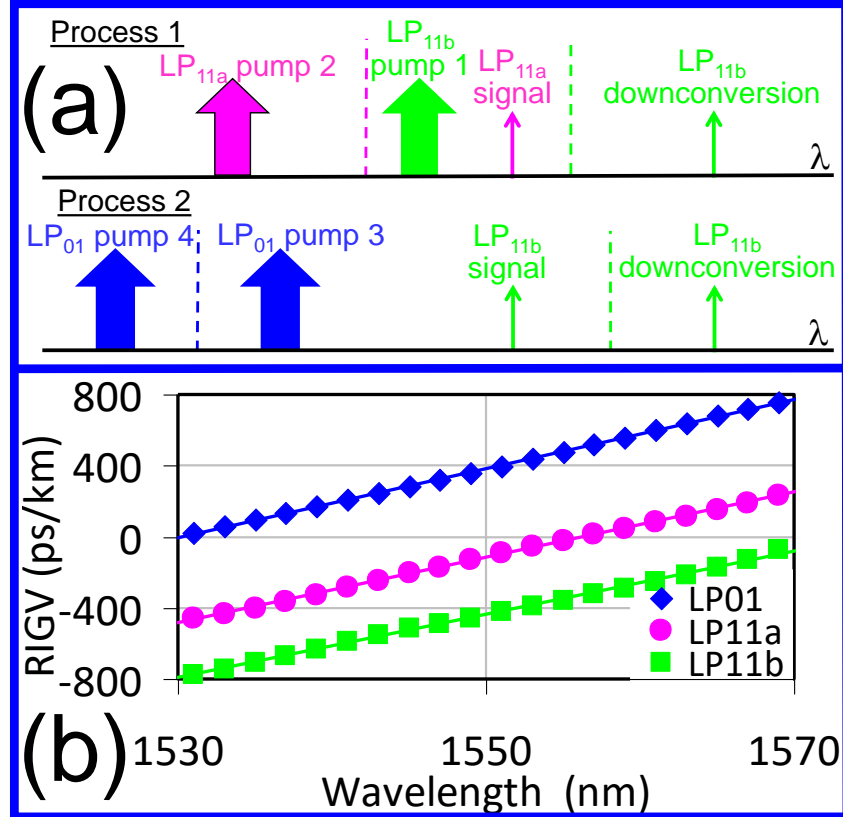 Process 1
(a)
LP11a pump 2
LP11b
pump 1
LP11a
signal
LP11b
downconversion
λ
Process 2
LP01 pump 4
LP01 pump 3
LP11b
signal
LP11b
downconversion
λ
(b)
RIGV (ps/km)
800
400
0
-400
-800
LP01
LP11a
LP11b
1530
1550
1570
Wavelength (nm)